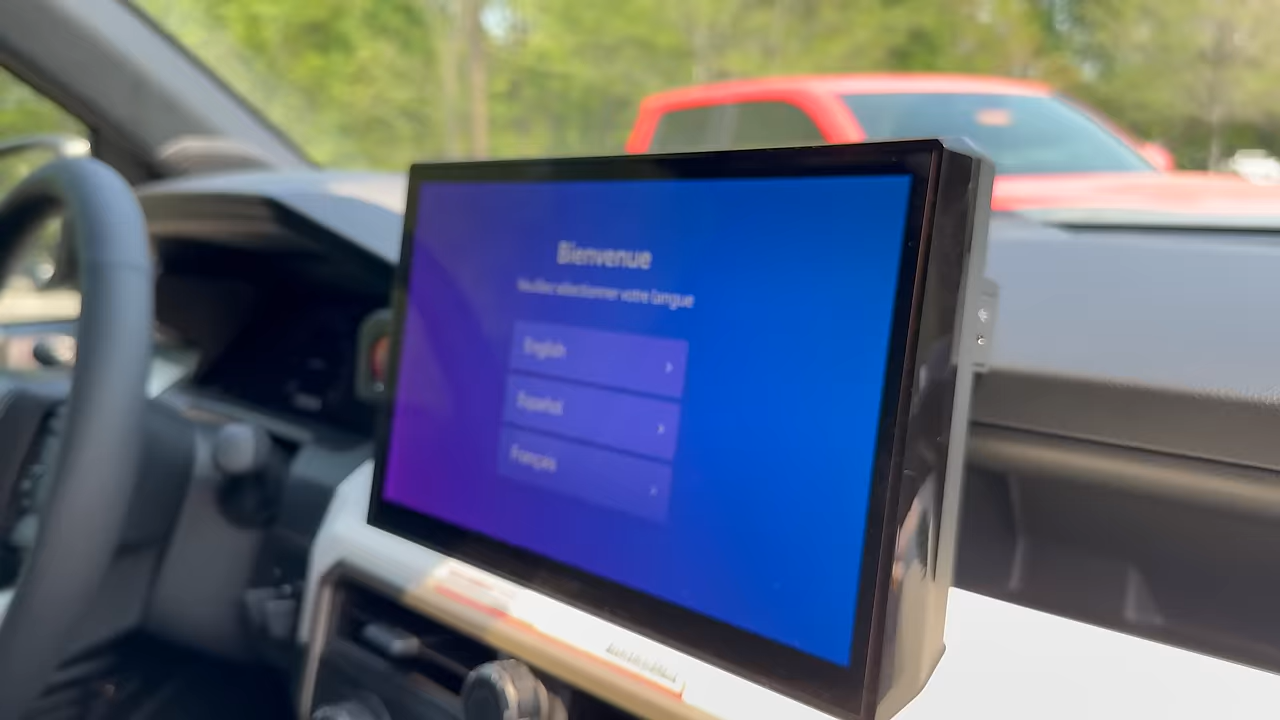 Bienvenue
Veuillez sélectionner votre langue
English
Español
Français